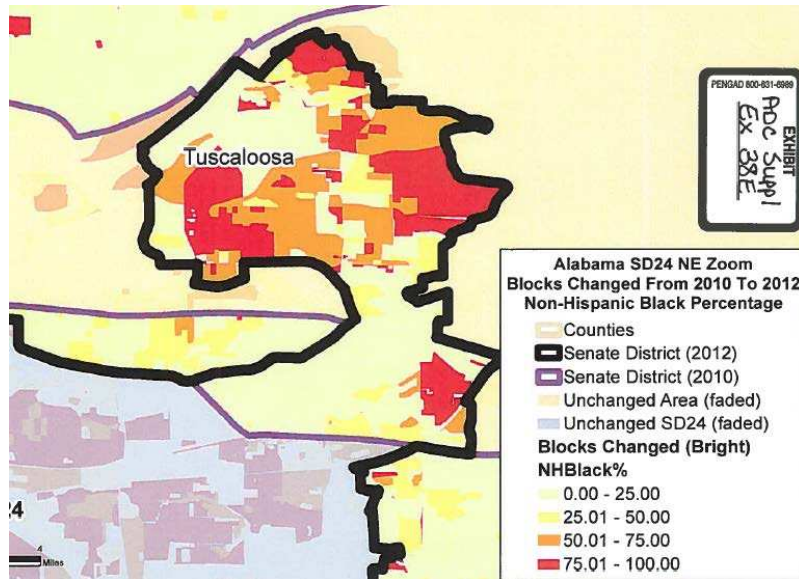 Tuscaloosa
PENGAD 800-631-6989
EXHIBIT
ADC Suppl
Ex 38E
Alabama SD24 NE Zoom
Blocks Changed From 2010 To 2012
Non-Hispanic Black Percentage
Counties
Senate District (2012)
Senate District (2010)
Unchanged Area (faded)
Unchanged SD24 (faded)
Blocks Changed (Bright)
NHBlack%
0.00 - 25.00
25.01 - 50.00
50.01 - 75.00
75.01 - 100.00
24
4
Miles